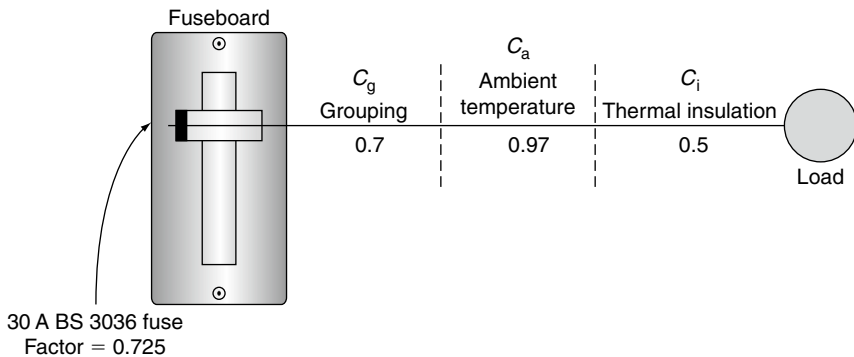 Fuseboard
Cg
Grouping
0.7
Ca
Ambient
temperature
0.97
Ci
Thermal insulation
0.5
Load
30 A BS 3036 fuse
Factor = 0.725